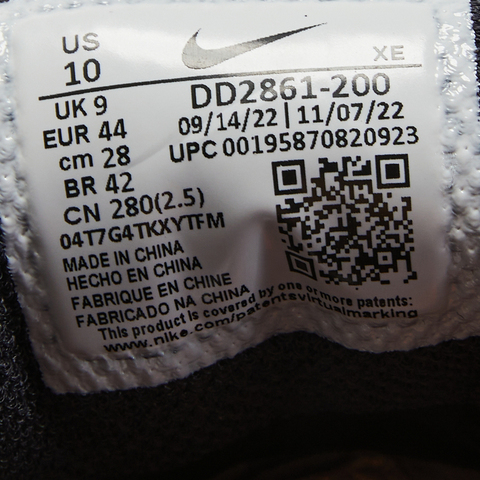 US
10
XE
UK 9
EUR 44
cm 28
BR 42
CN 280(2.5)
04T7G4TKXYTFM
DD2861-200
09/14/22 | 11/07/22
UPC 00195870820923
MADE IN CHINA
HECHO EN CHINA
FABRIQUE EN CHINE
FABRICADO NA CHINA
This product is covered by one or more patents:
www.nike.com/patentsvirtualmarking